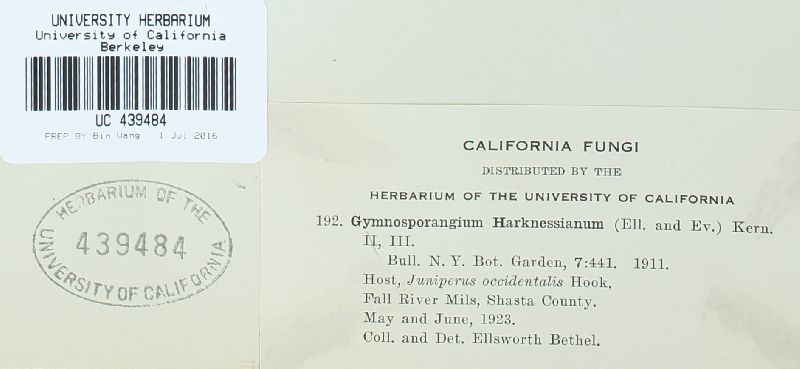 UNIVERSITY HERBARIUM
University of California
Berkeley
UC 439484
PREP BY Bin Wang . 1 Jul 2016
HERBARIUM OF THE
439484
UNIVERSITY OF CALIFORNIA
CALIFORNIA FUNGI
DISTRIBUTED BY THE
HERBARIUM OF THE UNIVERSITY OF CALIFORNIA
192. Gymnosporangium Harknessianum (Ell. and Ev.) Kern.
II, III.
Bull. N. Y. Bot. Garden, 7:441. 1911.
Host, Juniperus occidentalis Hook.
Fall River Mils, Shasta County.
May and June, 1923.
Coll. and Det. Ellsworth Bethel.